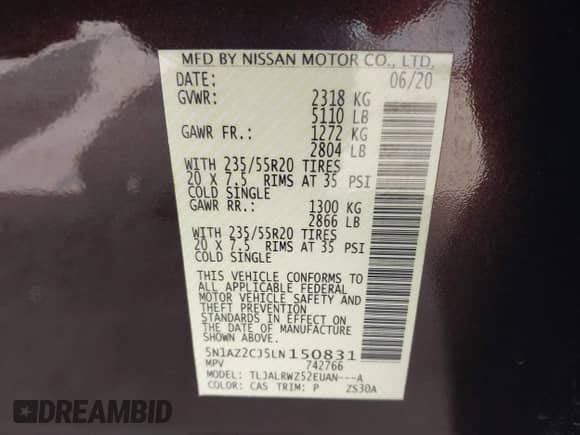 MFD BY NISSAN MOTOR CO., LTD.
DATE: 06/20
GVWR: 2318 KG
5110 LB
GAWR FR.: 1272 KG
2804 LB
WITH 235/55R20 TIRES
20 X 7.5 RIMS AT 35 PSI
COLD SINGLE
GAWR RR.: 1300 KG
2866 LB
WITH 235/55R20 TIRES
20 X 7.5 RIMS AT 35 PSI
COLD SINGLE
THIS VEHICLE CONFORMS TO
ALL APPLICABLE FEDERAL
MOTOR VEHICLE SAFETY AND
THEFT PREVENTION
STANDARDS IN EFFECT ON
THE DATE OF MANUFACTURE
SHOWN ABOVE.
5N1AZ2CJ5LN150831
MPV 742766
MODEL: TLJALRWZ52EUAN---A
COLOR: CAS TRIM: P ZS30A
DREAMBID